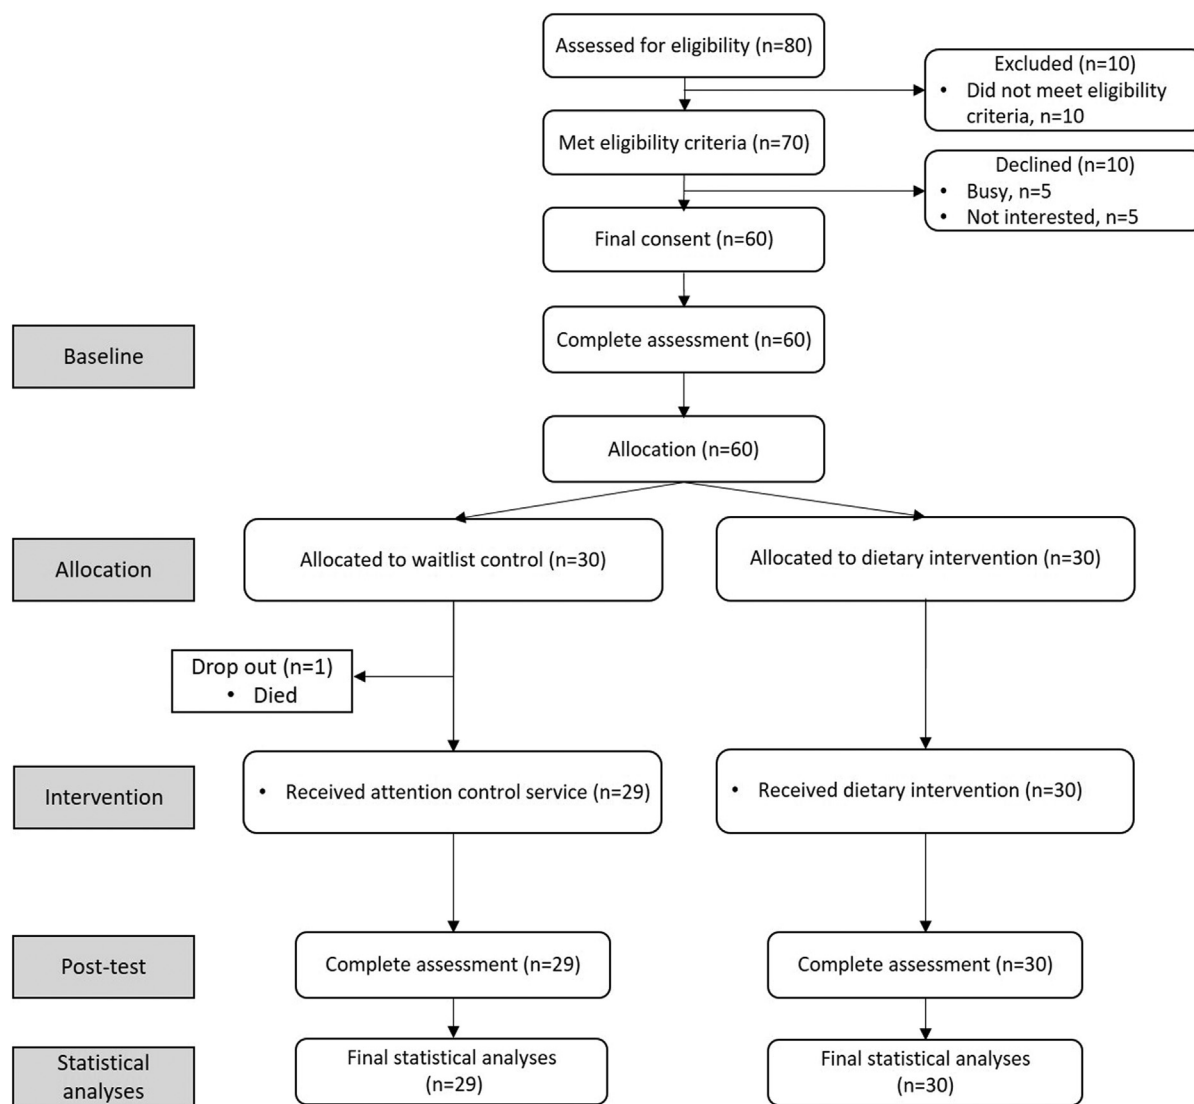 Assessed for eligibility (n=80)
Excluded (n=10)
• Did not meet eligibility
criteria, n=10
Met eligibility criteria (n=70)
Declined (n=10)
• Busy, n=5
• Not interested, n=5
Final consent (n=60)
Baseline
Complete assessment (n=60)
Allocation (n=60)
Allocation
Allocated to waitlist control (n=30)
Allocated to dietary intervention (n=30)
Drop out (n=1)
• Died
Intervention
• Received attention control service (n=29)
• Received dietary intervention (n=30)
Post-test
Complete assessment (n=29)
Complete assessment (n=30)
Statistical
analyses
Final statistical analyses
(n=29)
Final statistical analyses
(n=30)